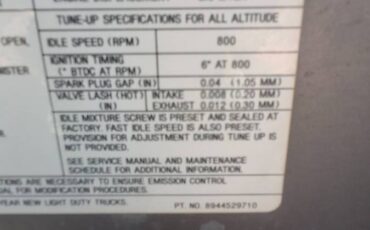 TUNE-UP SPECIFICATIONS FOR ALL ALTITUDE
OPEN, IDLE SPEED (RPM) 800
IGNITION TIMING
(° BTDC AT RPM) 6° AT 800
SPARK PLUG GAP (IN) 0.04 (1.05 MM)
VALVE LASH (HOT) INTAKE 0.008 (0.20 MM)
(IN) EXHAUST 0.012 (0.30 MM)
IDLE MIXTURE SCREW IS PRESET AND SEALED AT
FACTORY. FAST IDLE SPEED IS ALSO PRESET.
PROVISION FOR ADJUSTMENT DURING TUNE UP IS
NOT PROVIDED.
SEE SERVICE MANUAL AND MAINTENANCE
SCHEDULE FOR ADDITIONAL INFORMATION.
ARE NECESSARY TO ENSURE EMISSION CONTROL
FOR MODIFICATION PROCEDURES.
YEAR NEW LIGHT DUTY TRUCKS. PT. NO. 8944529710